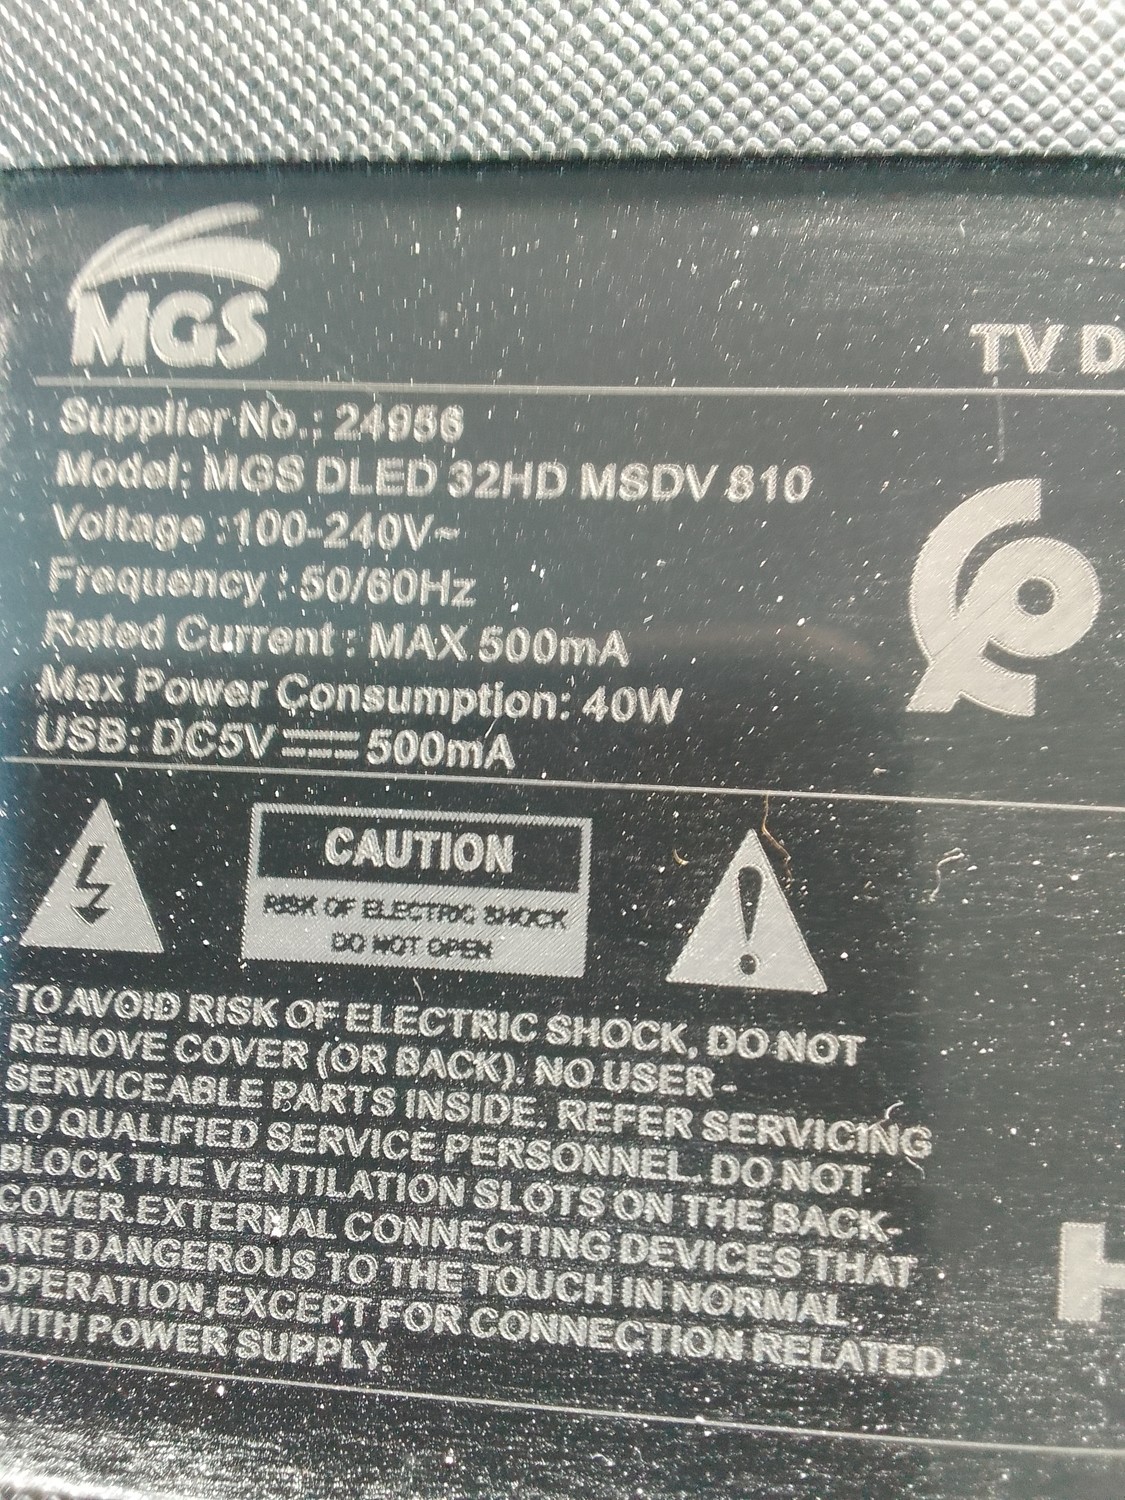 MGS
TV D
Supplier No.: 24956
Model: MGS DLED 32HD MSDV 810
Voltage :100-240V~
Frequency : 50/60Hz
Rated Current : MAX 500mA
Max Power Consumption: 40W
USB: DC5V ⎓ 500mA
CAUTION
RISK OF ELECTRIC SHOCK
DO NOT OPEN
TO AVOID RISK OF ELECTRIC SHOCK, DO NOT
REMOVE COVER (OR BACK). NO USER -
SERVICEABLE PARTS INSIDE. REFER SERVICING
TO QUALIFIED SERVICE PERSONNEL. DO NOT
BLOCK THE VENTILATION SLOTS ON THE BACK-
COVER.EXTERNAL CONNECTING DEVICES THAT
ARE DANGEROUS TO THE TOUCH IN NORMAL
OPERATION,EXCEPT FOR CONNECTION RELATED
WITH POWER SUPPLY.
H